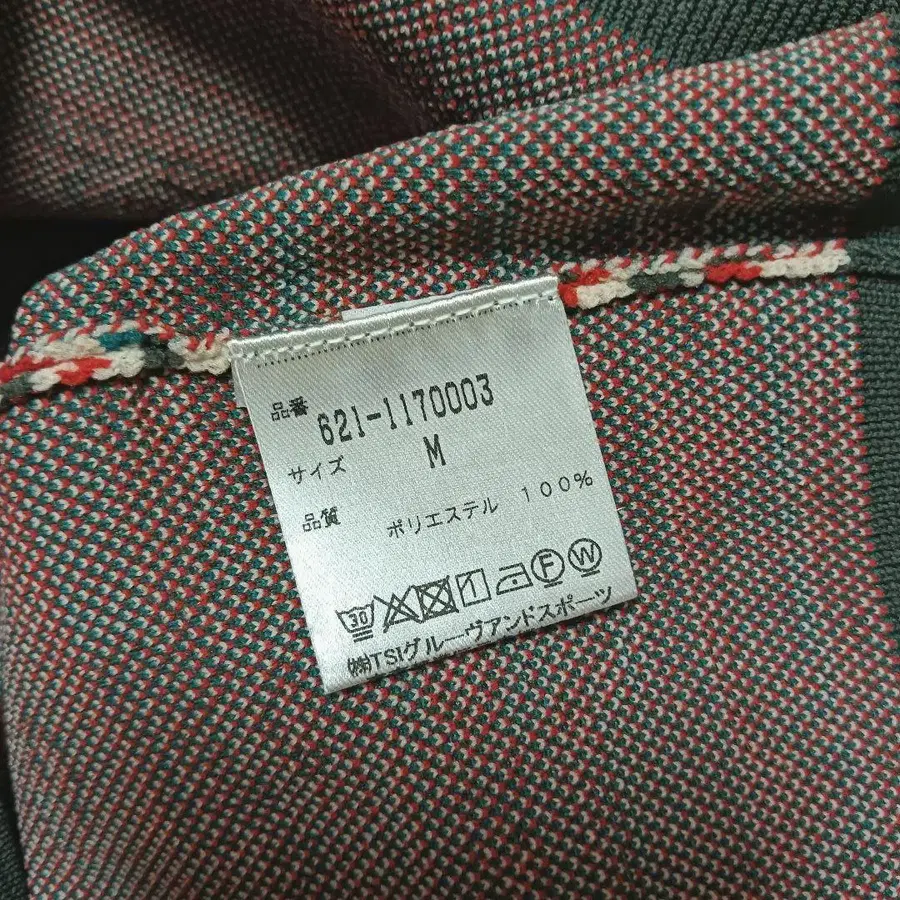 品番 621-1170003
サイズ M
品質 ポリエステル 100%
30 F W
㈱TSIグルーヴアンドスポーツ